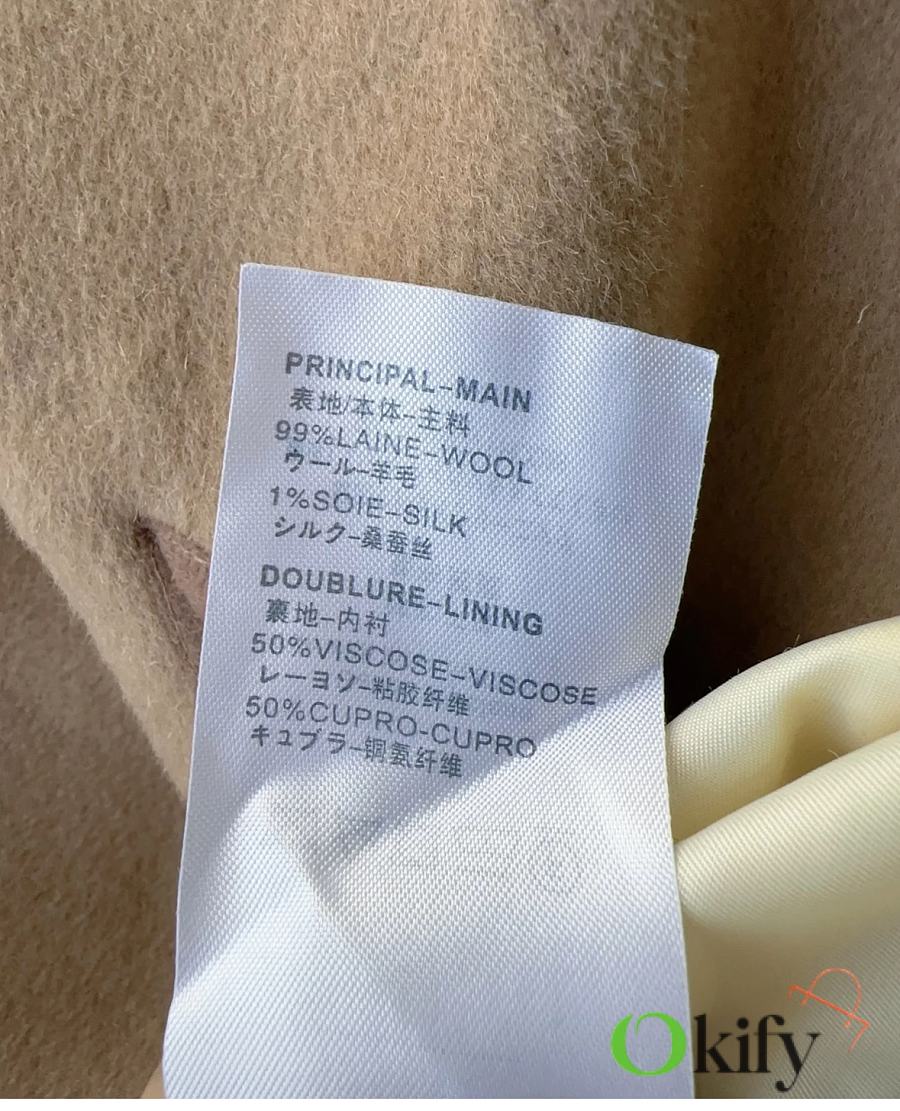 PRINCIPAL-MAIN
表地/本体-主料
99%LAINE-WOOL
ウール-羊毛
1%SOIE-SILK
シルク-桑蚕丝
DOUBLURE-LINING
裏地-内衬
50%VISCOSE-VISCOSE
レーヨソ-粘胶纤维
50%CUPRO-CUPRO
キュプラ-铜氨纤维
Okify